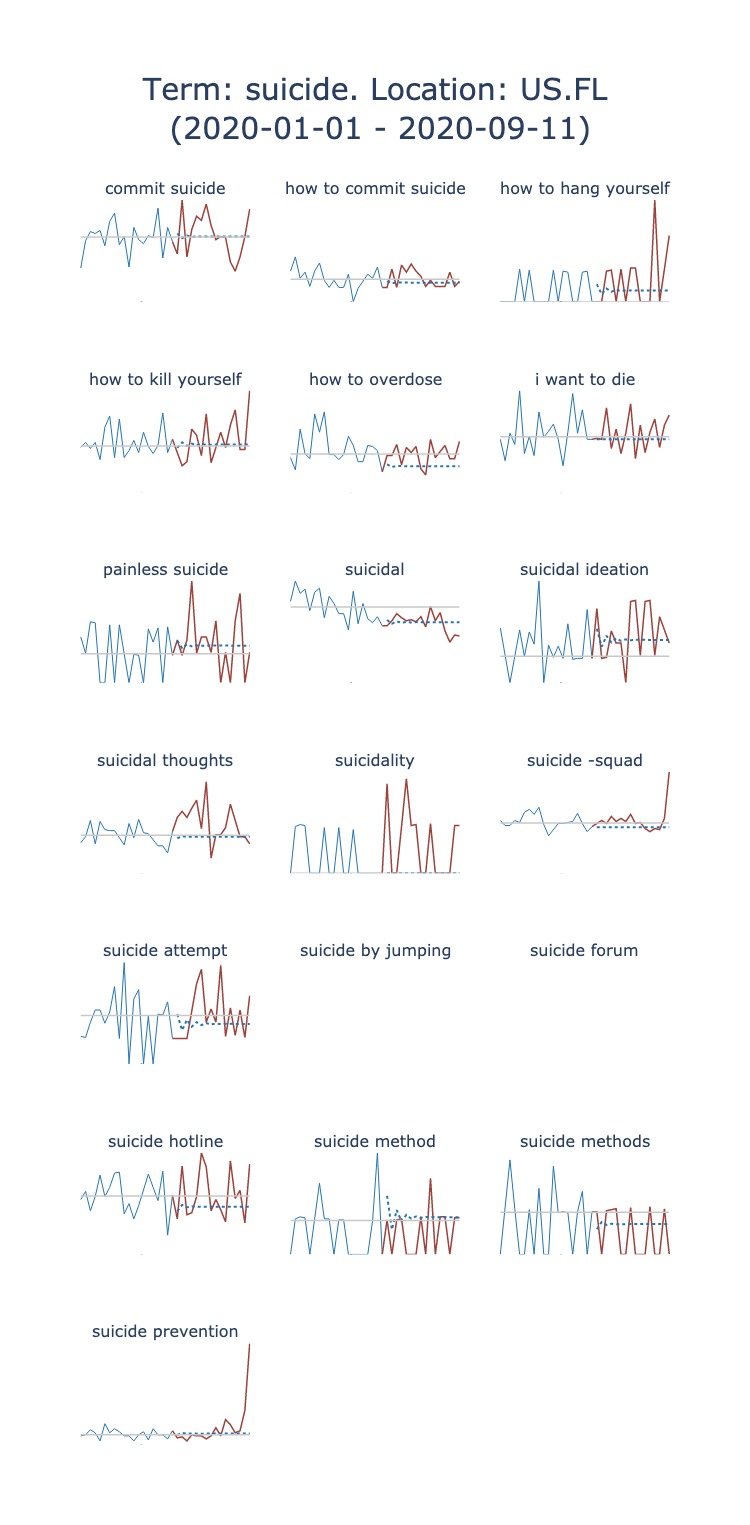 Term: suicide. Location: US.FL
(2020-01-01 - 2020-09-11)
commit suicide
how to commit suicide
how to hang yourself
how to kill yourself
how to overdose
i want to die
painless suicide
suicidal
suicidal ideation
suicidal thoughts
suicidality
suicide -squad
suicide attempt
suicide by jumping
suicide forum
suicide hotline
suicide method
suicide methods
suicide prevention